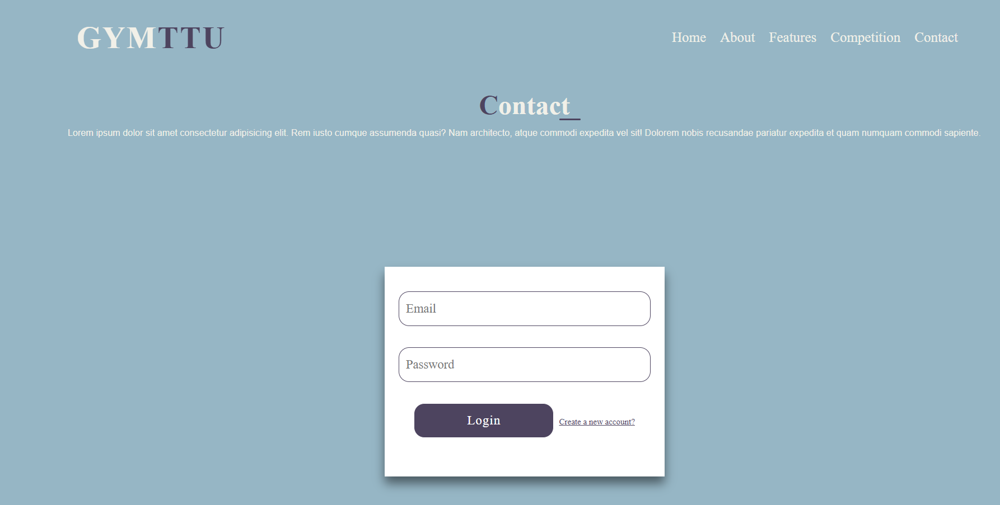 GYMTTU
Home About Features Competition Contact
Contact
Lorem ipsum dolor sit amet consectetur adipisicing elit. Rem iusto cumque assumenda quasi? Nam architecto, atque commodi expedita vel sit! Dolorem nobis recusandae pariatur expedita et quam numquam commodi sapiente.
Email
Password
Login Create a new account?